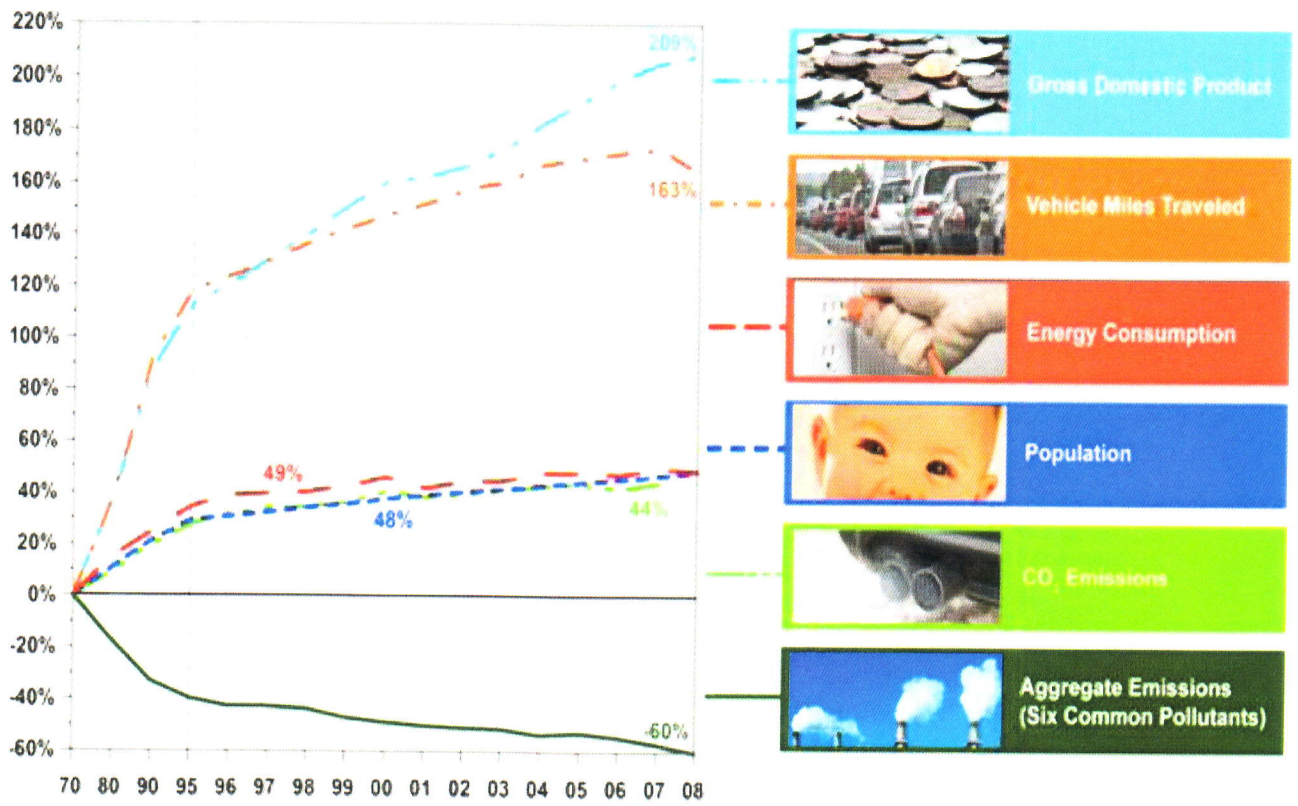 220%
200%
180%
160%
140%
120%
100%
80%
60%
40%
20%
0%
-20%
-40%
-60%
209%
163%
49%
48%
44%
-60%
70 80 90 95 96 97 98 99 00 01 02 03 04 05 06 07 08
Gross Domestic Product
Vehicle Miles Traveled
Energy Consumption
Population
CO₂ Emissions
Aggregate Emissions
(Six Common Pollutants)